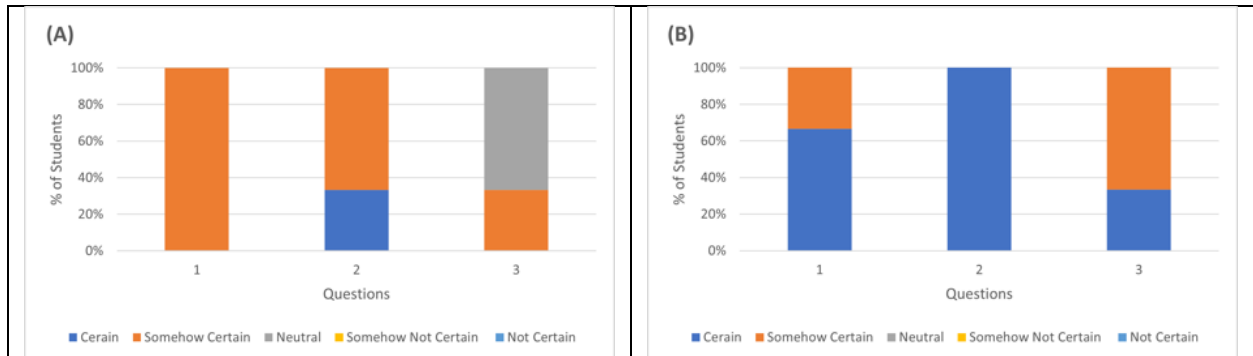 (A)
100%
80%
60%
40%
20%
0%
% of Students
1 2 3
Questions
Cerain Somehow Certain Neutral Somehow Not Certain Not Certain
(B)
100%
80%
60%
40%
20%
0%
% of Students
1 2 3
Questions
Cerain Somehow Certain Neutral Somehow Not Certain Not Certain